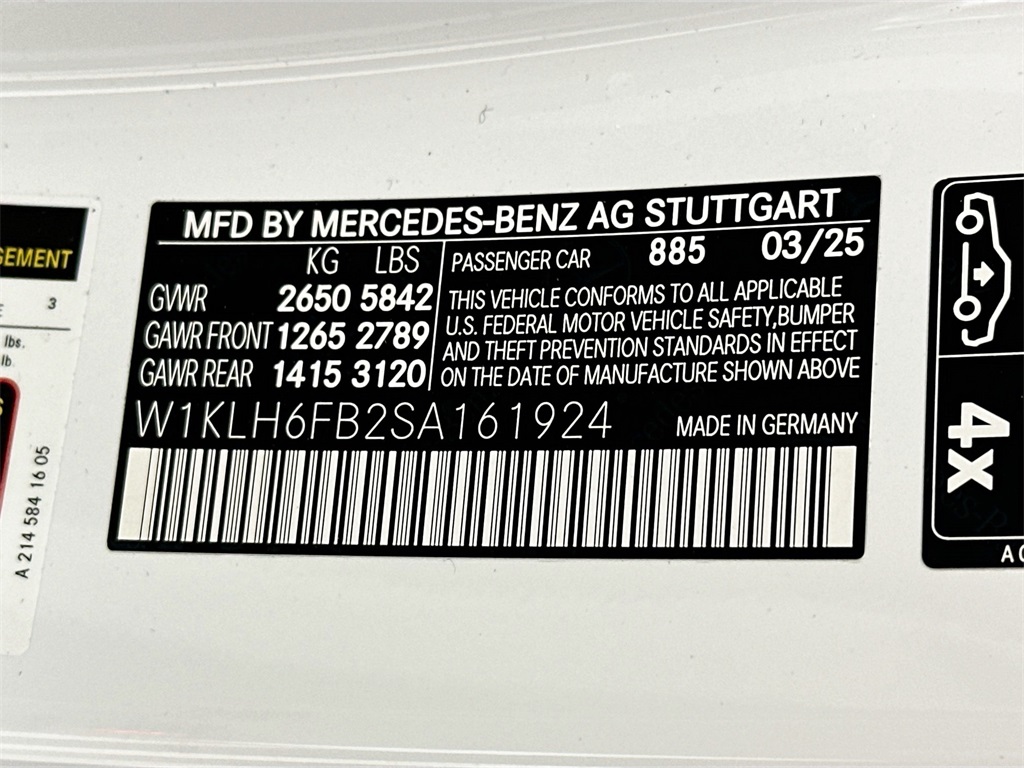 MFD BY MERCEDES-BENZ AG STUTTGART
KG LBS
GVWR 2650 5842
GAWR FRONT 1265 2789
GAWR REAR 1415 3120
PASSENGER CAR 885 03/25
THIS VEHICLE CONFORMS TO ALL APPLICABLE
U.S. FEDERAL MOTOR VEHICLE SAFETY,BUMPER
AND THEFT PREVENTION STANDARDS IN EFFECT
ON THE DATE OF MANUFACTURE SHOWN ABOVE
W1KLH6FB2SA161924 MADE IN GERMANY
GEMENT
3
lbs.
lb.
A 214 584 16 05
4x